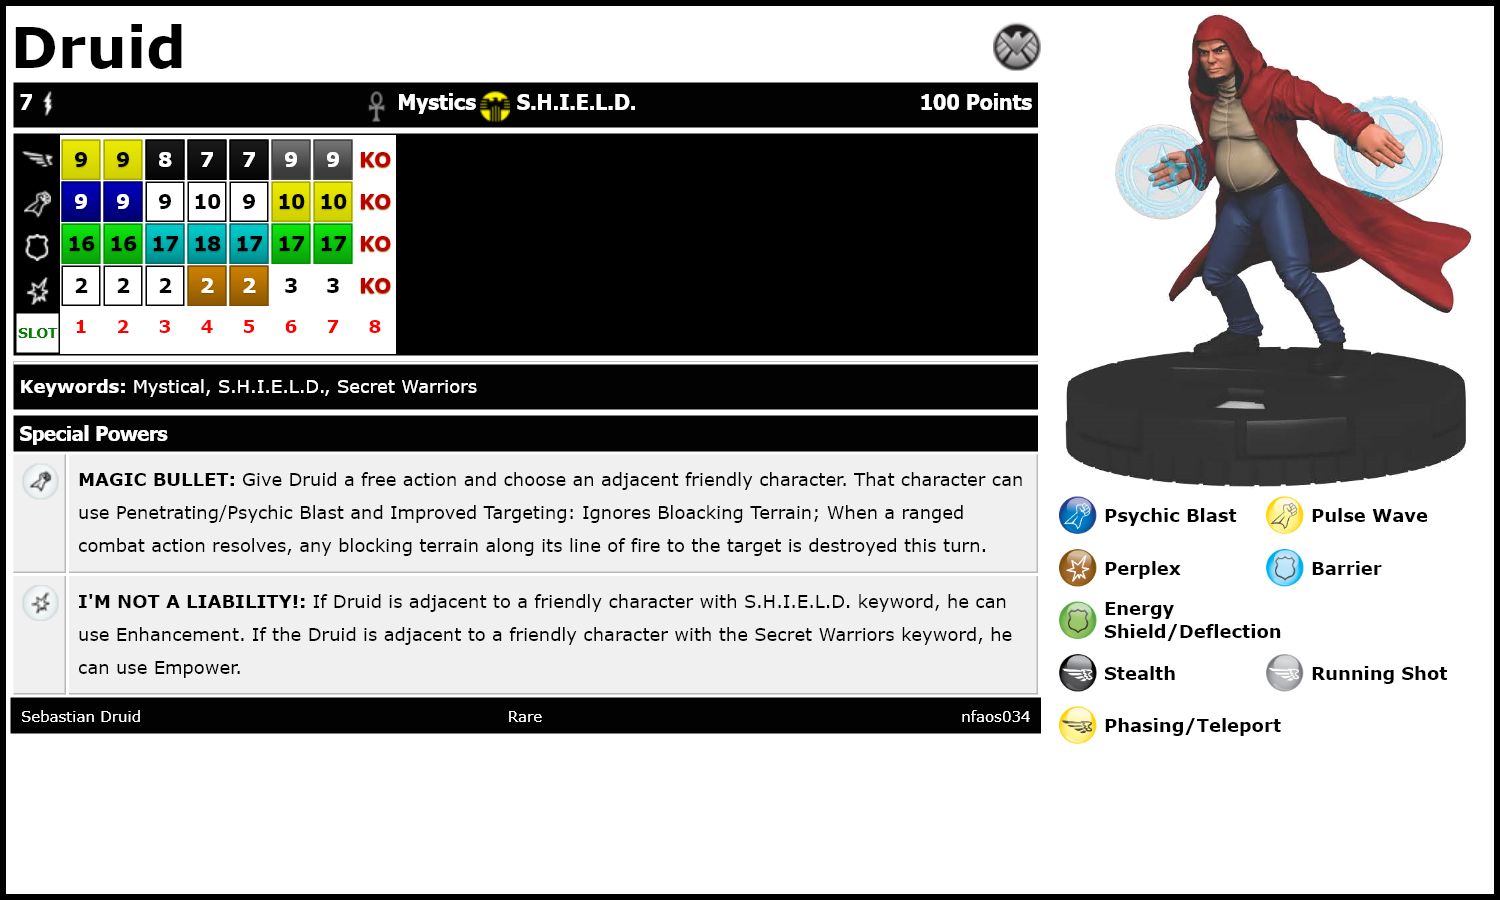 Druid
7 Mystics S.H.I.E.L.D. 100 Points
9 9 8 7 7 9 9 KO
9 9 9 10 9 10 10 KO
16 16 17 18 17 17 17 KO
2 2 2 2 2 3 3 KO
SLOT 1 2 3 4 5 6 7 8
Keywords: Mystical, S.H.I.E.L.D., Secret Warriors
Special Powers
MAGIC BULLET: Give Druid a free action and choose an adjacent friendly character. That character can
use Penetrating/Psychic Blast and Improved Targeting: Ignores Bloacking Terrain; When a ranged
combat action resolves, any blocking terrain along its line of fire to the target is destroyed this turn.
I'M NOT A LIABILITY!: If Druid is adjacent to a friendly character with S.H.I.E.L.D. keyword, he can
use Enhancement. If the Druid is adjacent to a friendly character with the Secret Warriors keyword, he
can use Empower.
Sebastian Druid Rare nfaos034
Psychic Blast Pulse Wave
Perplex Barrier
Energy
Shield/Deflection
Stealth Running Shot
Phasing/Teleport